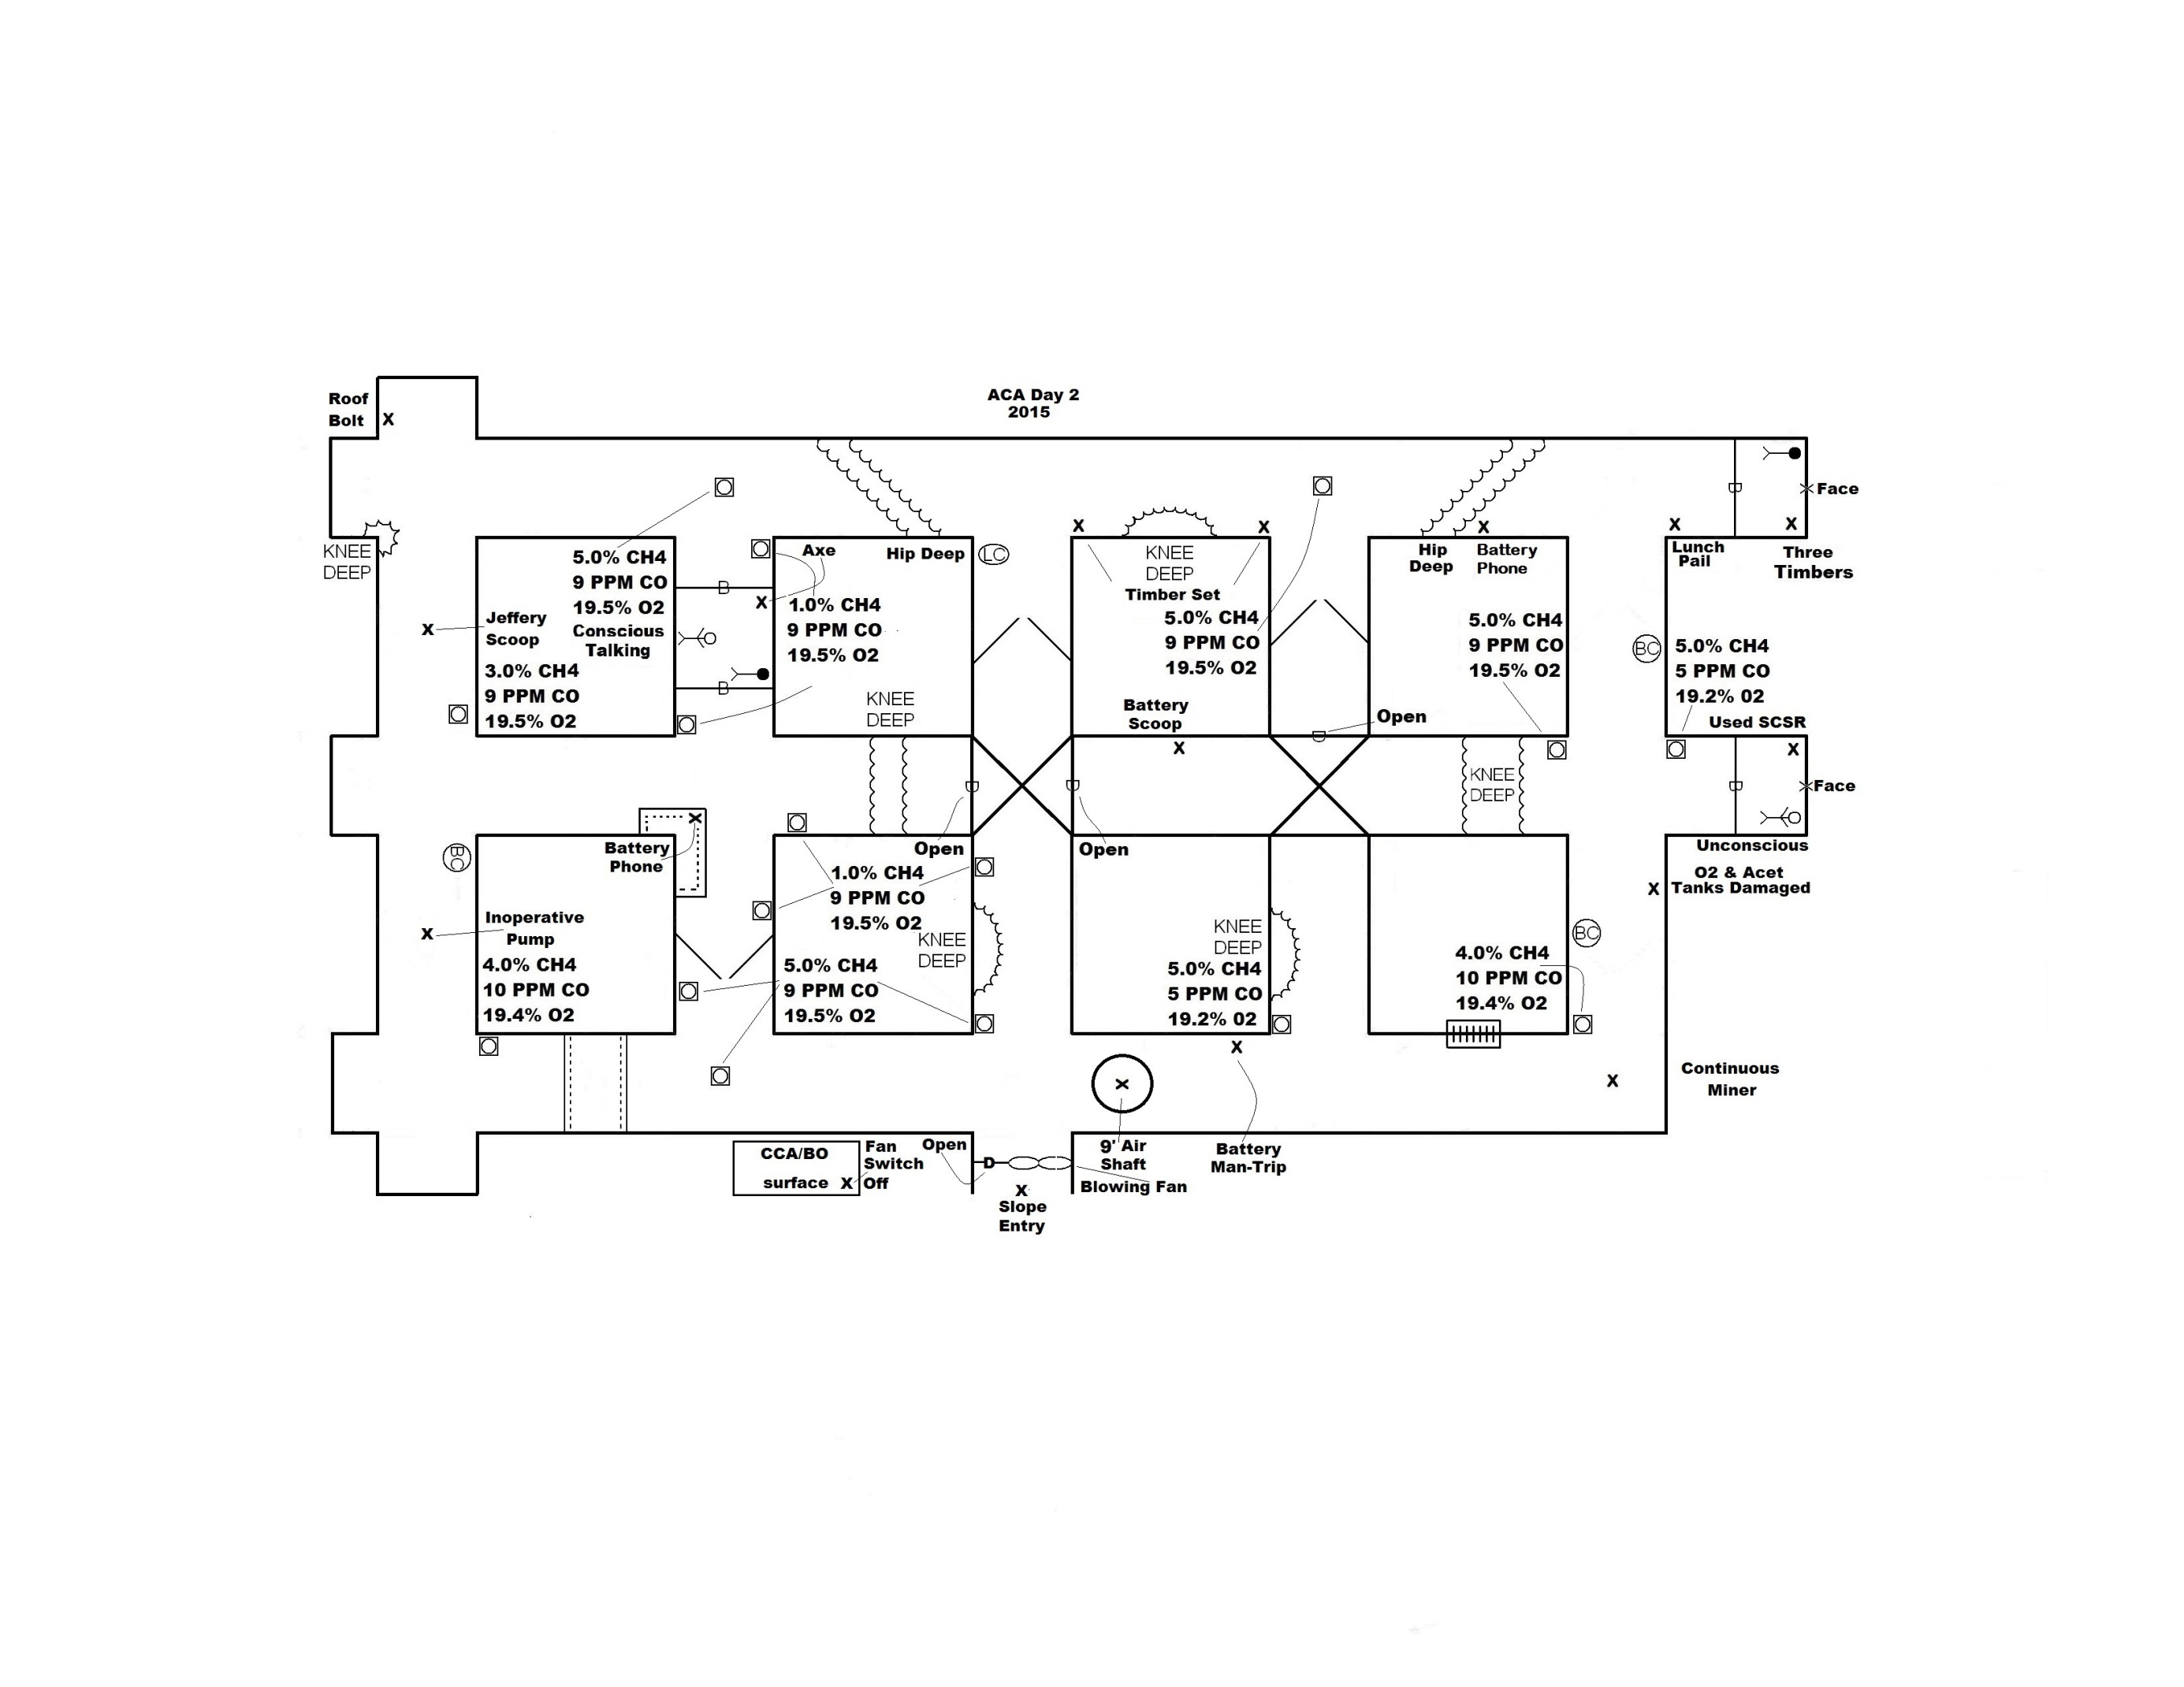 ACA Day 2
2015
Roof
Bolt
X
Face
KNEE
DEEP
Axe
Hip Deep
LC
X
X
KNEE
DEEP
Timber Set
X
Hip
Deep
Battery
Phone
X
X
Lunch
Pail
Three
Timbers
5.0% CH4
9 PPM CO
19.5% O2
Conscious
Talking
B
B
X
1.0% CH4
9 PPM CO
19.5% O2
5.0% CH4
9 PPM CO
19.5% O2
5.0% CH4
9 PPM CO
19.5% O2
BC
5.0% CH4
5 PPM CO
19.2% 02
X
Jeffery
Scoop
3.0% CH4
9 PPM CO
19.5% O2
KNEE
DEEP
Battery
Scoop
X
Open
Used SCSR
X
KNEE
DEEP
Face
Battery
Phone
X
Open
Open
Unconscious
BC
1.0% CH4
9 PPM CO
19.5% O2
X
O2 & Acet
Tanks Damaged
X
Inoperative
Pump
4.0% CH4
10 PPM CO
19.4% O2
KNEE
DEEP
5.0% CH4
9 PPM CO
19.5% O2
KNEE
DEEP
5.0% CH4
5 PPM CO
19.2% 02
BC
4.0% CH4
10 PPM CO
19.4% O2
X
X
X
Continuous
Miner
CCA/BO
surface X
Fan
Switch
Off
Open
D
9' Air
Shaft
Battery
Man-Trip
Blowing Fan
X
Slope
Entry